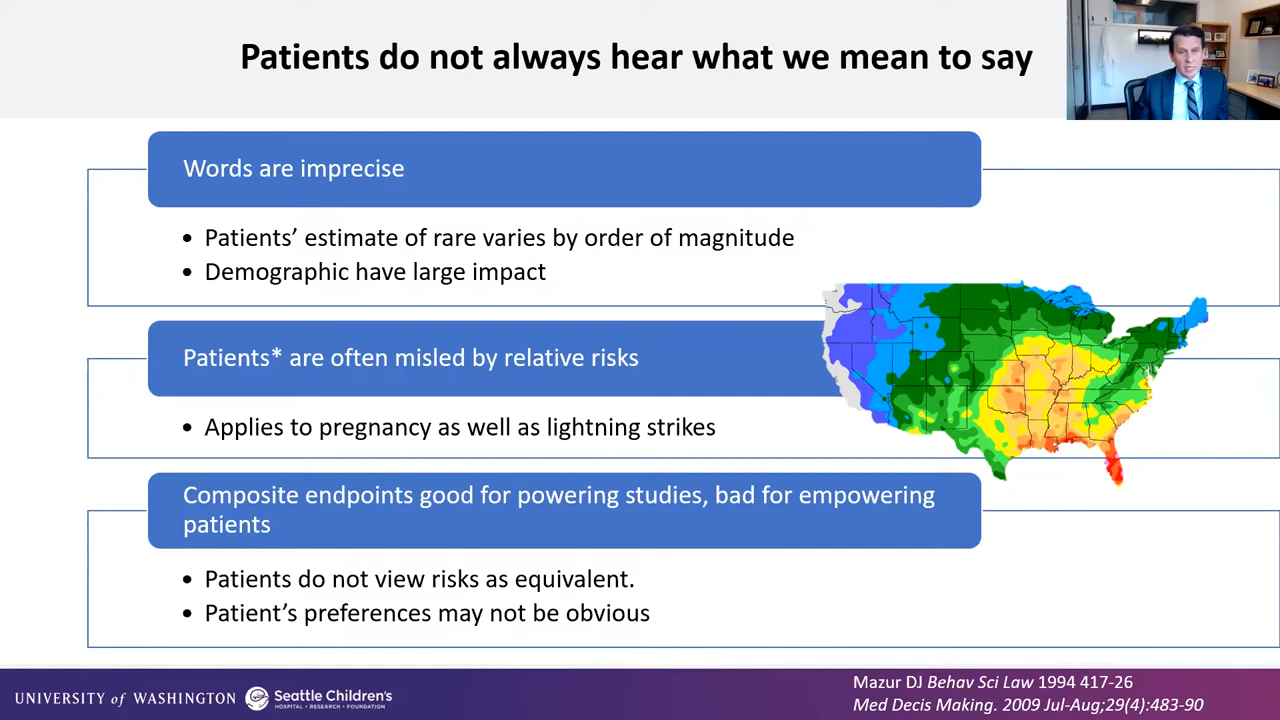 Patients do not always hear what we mean to say
Words are imprecise
• Patients’ estimate of rare varies by order of magnitude
• Demographic have large impact
Patients* are often misled by relative risks
• Applies to pregnancy as well as lightning strikes
Composite endpoints good for powering studies, bad for empowering
patients
• Patients do not view risks as equivalent.
• Patient’s preferences may not be obvious
UNIVERSITY of WASHINGTON
Seattle Children's
HOSPITAL • RESEARCH • FOUNDATION
Mazur DJ Behav Sci Law 1994 417-26
Med Decis Making. 2009 Jul-Aug;29(4):483-90